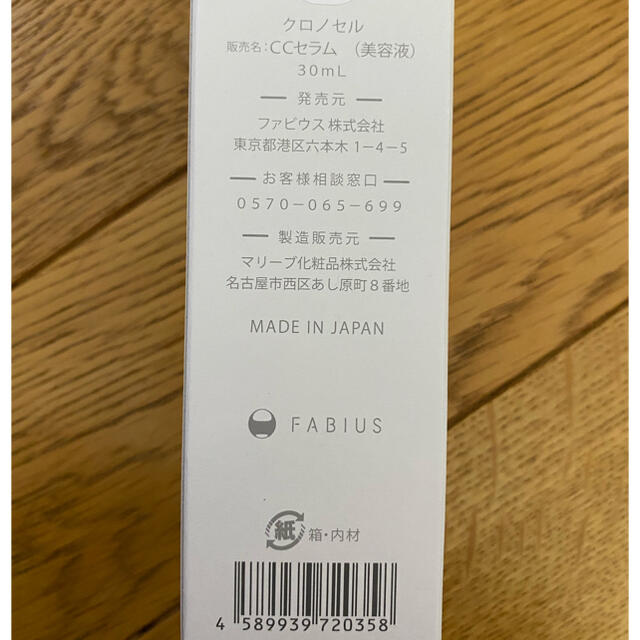 クロノセル
販売名：CCセラム （美容液）
30mL
発売元
ファビウス株式会社
東京都港区六本木 1−4−5
お客様相談窓口
0570−065−699
製造販売元
マリーブ化粧品株式会社
名古屋市西区あし原町８番地
MADE IN JAPAN
FABIUS
紙 箱・内材
4 589939 720358